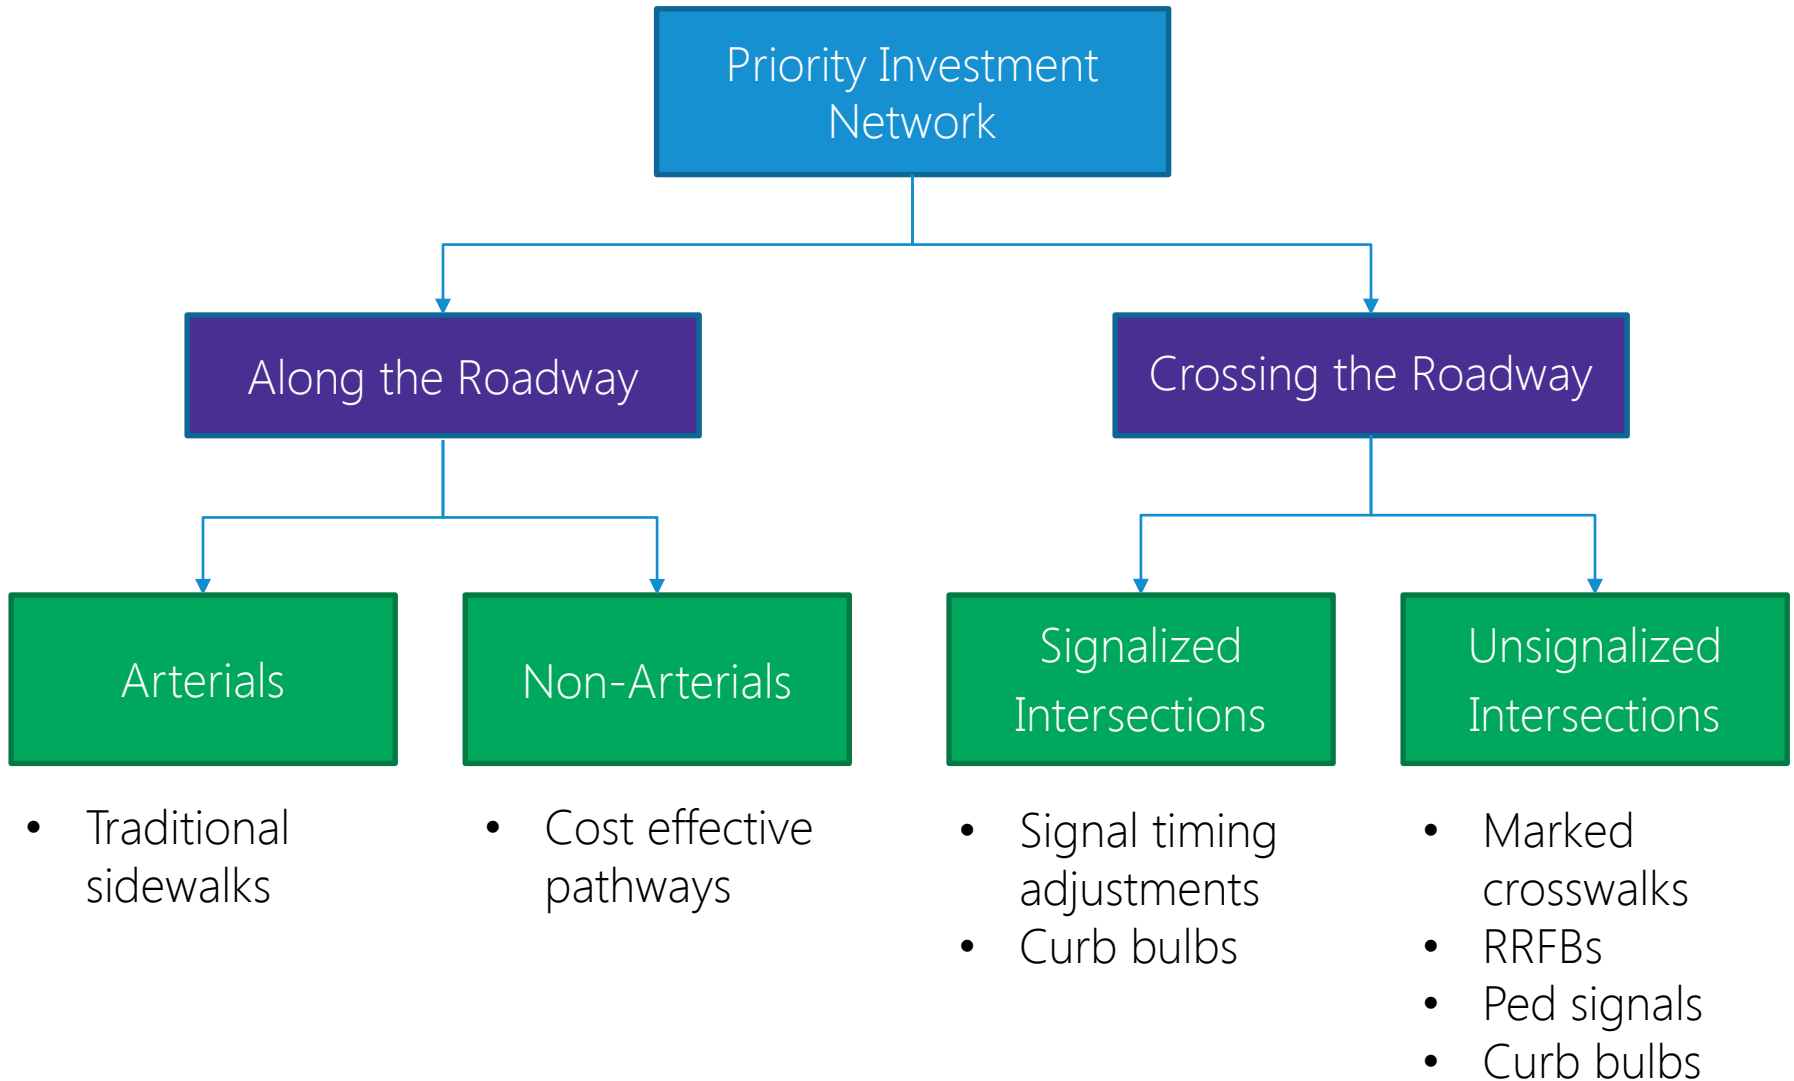 Priority Investment
Network
Along the Roadway
Crossing the Roadway
Arterials
Non-Arterials
Signalized
Intersections
Unsignalized
Intersections
• Traditional
sidewalks
• Cost effective
pathways
• Signal timing
adjustments
• Curb bulbs
• Marked
crosswalks
• RRFBs
• Ped signals
• Curb bulbs